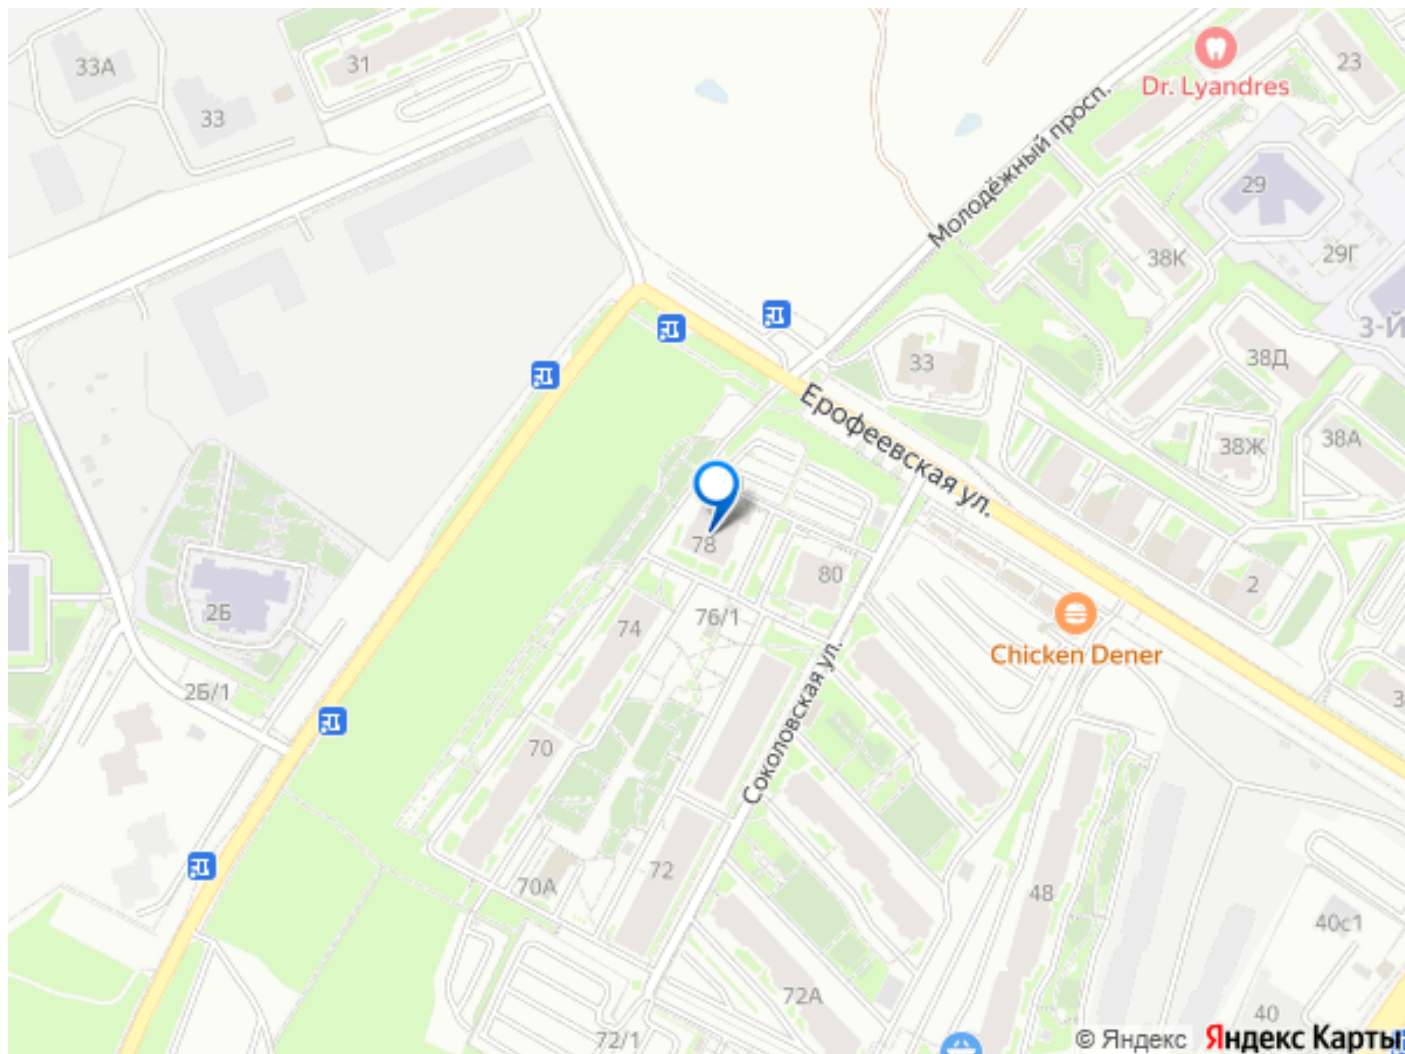 33А
31
33
23
Dr. Lyandres
Молодёжный просп.
29
38К
29Г
3-Й
33
38Д
Ерофеевская ул.
38Ж
38А
78
80
2
2Б
76/1
74
Chicken Dener
2Б/1
Соколовская ул.
3
70
72
70А
48
40с1
72А
40
72/1
© Яндекс Яндекс Карты